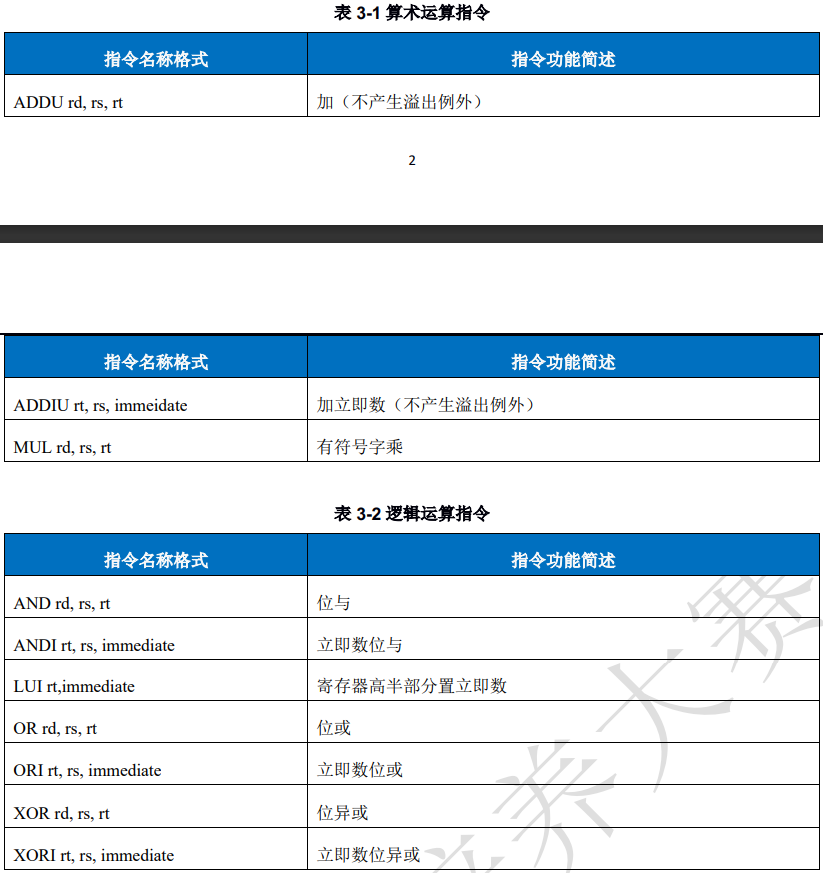 表 3-1 算术运算指令
指令名称格式 指令功能简述
ADDU rd, rs, rt 加（不产生溢出例外）
2
指令名称格式 指令功能简述
ADDIU rt, rs, immeidate 加立即数（不产生溢出例外）
MUL rd, rs, rt 有符号字乘
表 3-2 逻辑运算指令
指令名称格式 指令功能简述
AND rd, rs, rt 位与
ANDI rt, rs, immediate 立即数位与
LUI rt,immediate 寄存器高半部分置立即数
OR rd, rs, rt 位或
ORI rt, rs, immediate 立即数位或
XOR rd, rs, rt 位异或
XORI rt, rs, immediate 立即数位异或
养大赛